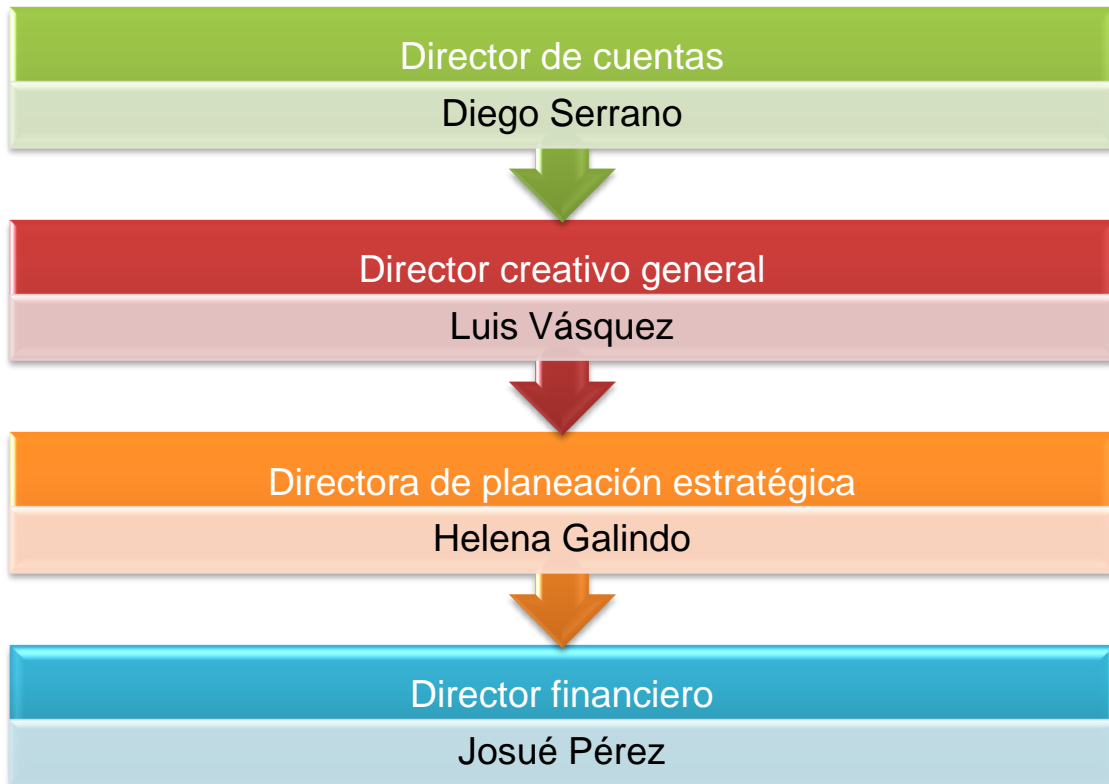 Director de cuentas
Diego Serrano
Director creativo general
Luis Vásquez
Directora de planeación estratégica
Helena Galindo
Director financiero
Josué Pérez